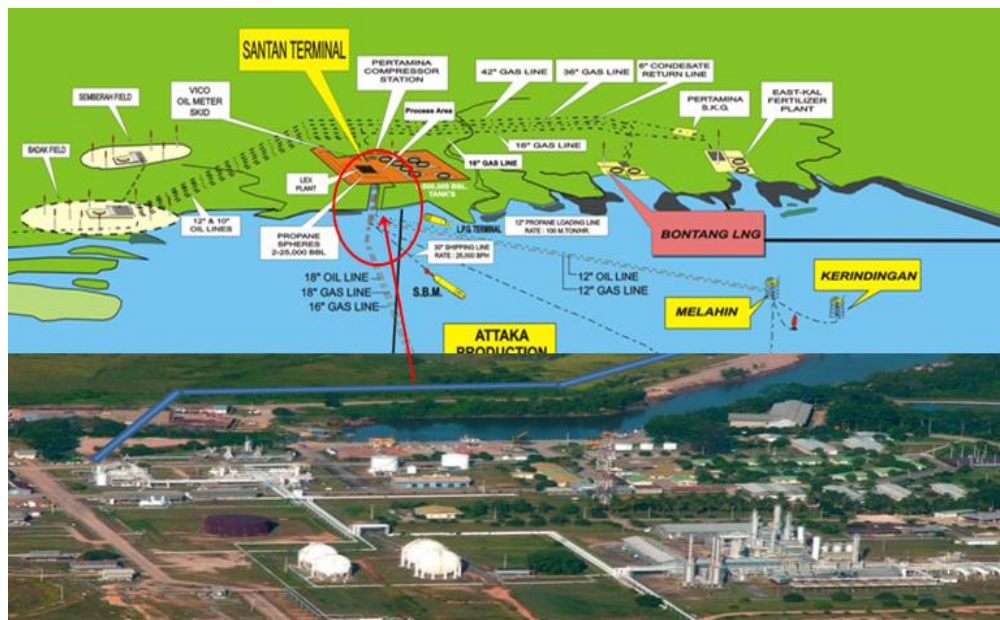 SANTAN TERMINAL
PERTAMINA
COMPRESSOR
STATION
42" GAS LINE
36" GAS LINE
6" CONDESATE
RETURN LINE
EAST-KAL
FERTILIZER
PLANT
SEMBERAH FIELD
VICO
OIL METER
SKID
Process Area
PERTAMINA
S.K.G.
16" GAS LINE
BADAK FIELD
16" GAS LINE
LEX
PLANT
BBL.
TANK'S
12" & 10"
OIL LINES
PROPANE
SPHERES
2-25,000 BBL
L.P.G. TERMINAL
12" PROPANE LOADING LINE
RATE : 100 M.TON/HR.
BONTANG LNG
30" SHIPPING LINE
RATE : 25,000 BPH
18" OIL LINE
18" GAS LINE
16" GAS LINE
S.B.M.
12" OIL LINE
12" GAS LINE
KERINDINGAN
MELAHIN
ATTAKA
PRODUCTION